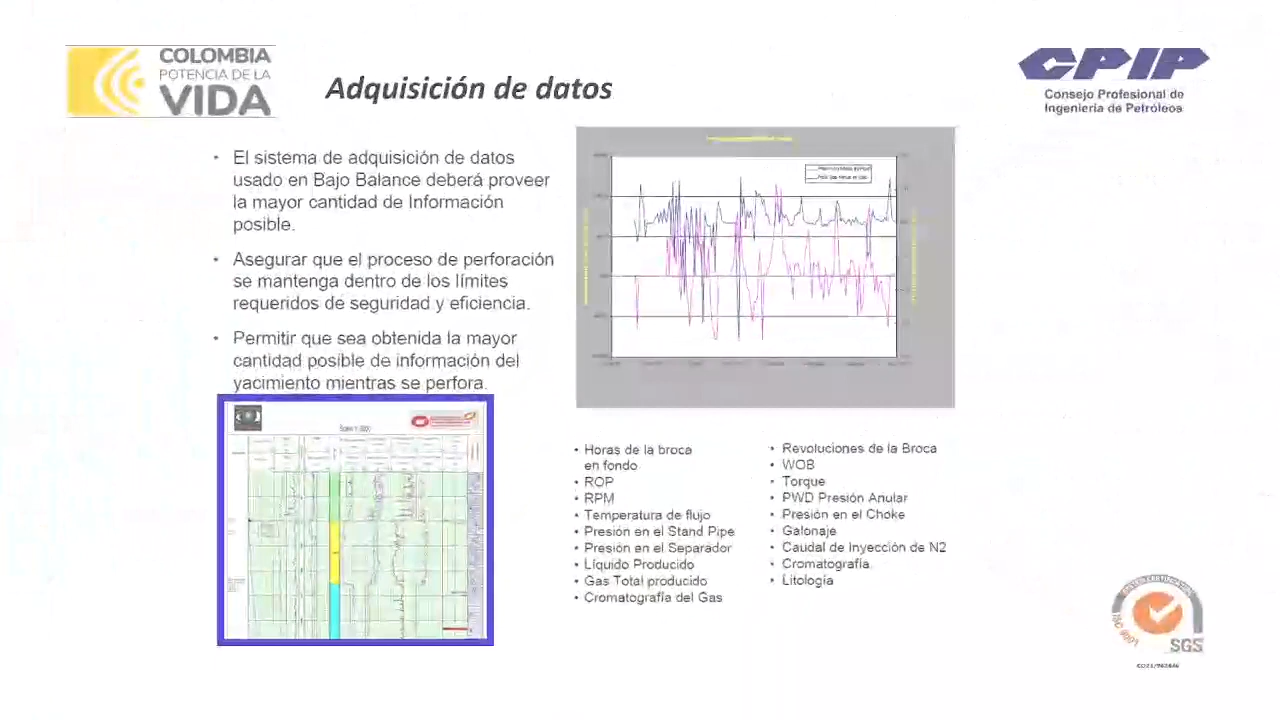 COLOMBIA
POTENCIA DE LA
VIDA
Adquisición de datos
CPIP
Consejo Profesional de
Ingeniería de Petróleos
• El sistema de adquisición de datos
usado en Bajo Balance deberá proveer
la mayor cantidad de Información
posible.
• Asegurar que el proceso de perforación
se mantenga dentro de los límites
requeridos de seguridad y eficiencia.
• Permitir que sea obtenida la mayor
cantidad posible de información del
yacimiento mientras se perfora.
• Horas de la broca
en fondo
• ROP
• RPM
• Temperatura de flujo
• Presión en el Stand Pipe
• Presión en el Separador
• Líquido Producido
• Gas Total producido
• Cromatografía del Gas
• Revoluciones de la Broca
• WOB
• Torque
• PWD Presión Anular
• Presión en el Choke
• Galonaje
• Caudal de Inyección de N2
• Cromatografía
• Litología
ISO 9001
SGS